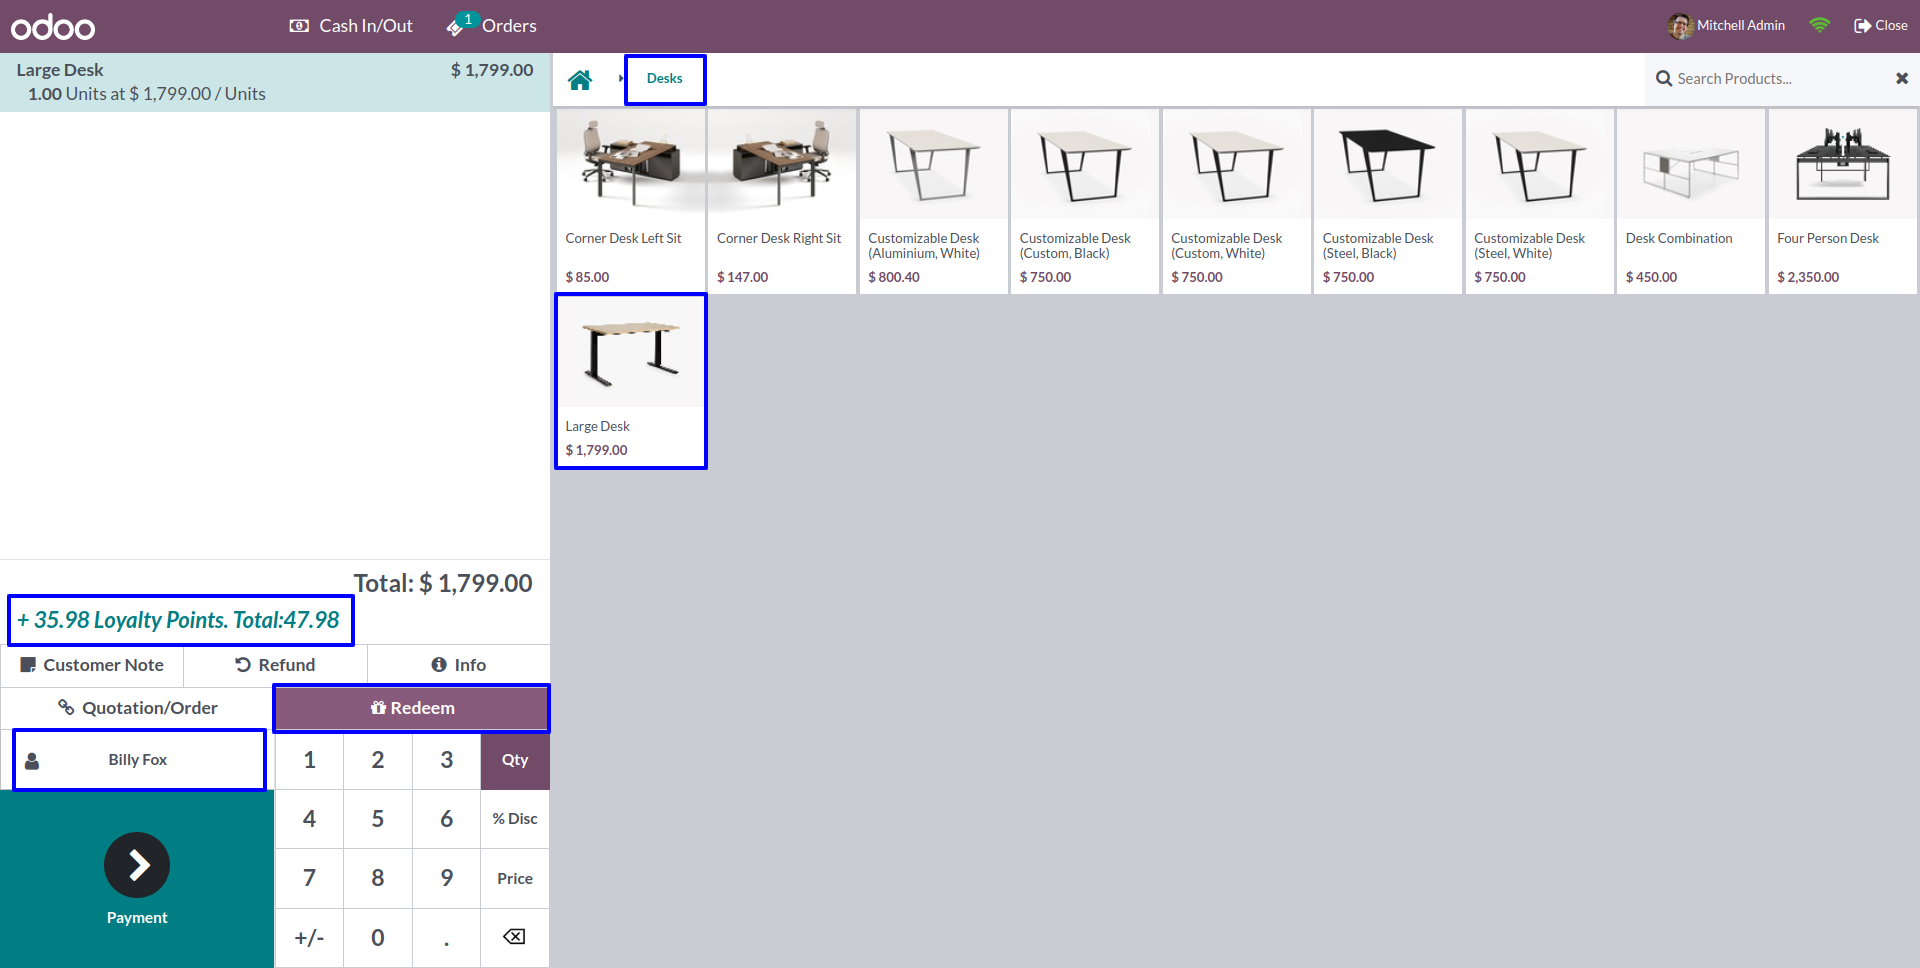 odoo
Cash In/Out
1
Orders
Mitchell Admin
Close
Large Desk $ 1,799.00
1.00 Units at $ 1,799.00 / Units
Total: $ 1,799.00
+ 35.98 Loyalty Points. Total:47.98
Customer Note Refund Info
Quotation/Order Redeem
Billy Fox
Payment
1 2 3 Qty
4 5 6 % Disc
7 8 9 Price
+/- 0 .
Desks
Search Products...
Corner Desk Left Sit
$ 85.00
Corner Desk Right Sit
$ 147.00
Customizable Desk
(Aluminium, White)
$ 800.40
Customizable Desk
(Custom, Black)
$ 750.00
Customizable Desk
(Custom, White)
$ 750.00
Customizable Desk
(Steel, Black)
$ 750.00
Customizable Desk
(Steel, White)
$ 750.00
Desk Combination
$ 450.00
Four Person Desk
$ 2,350.00
Large Desk
$ 1,799.00